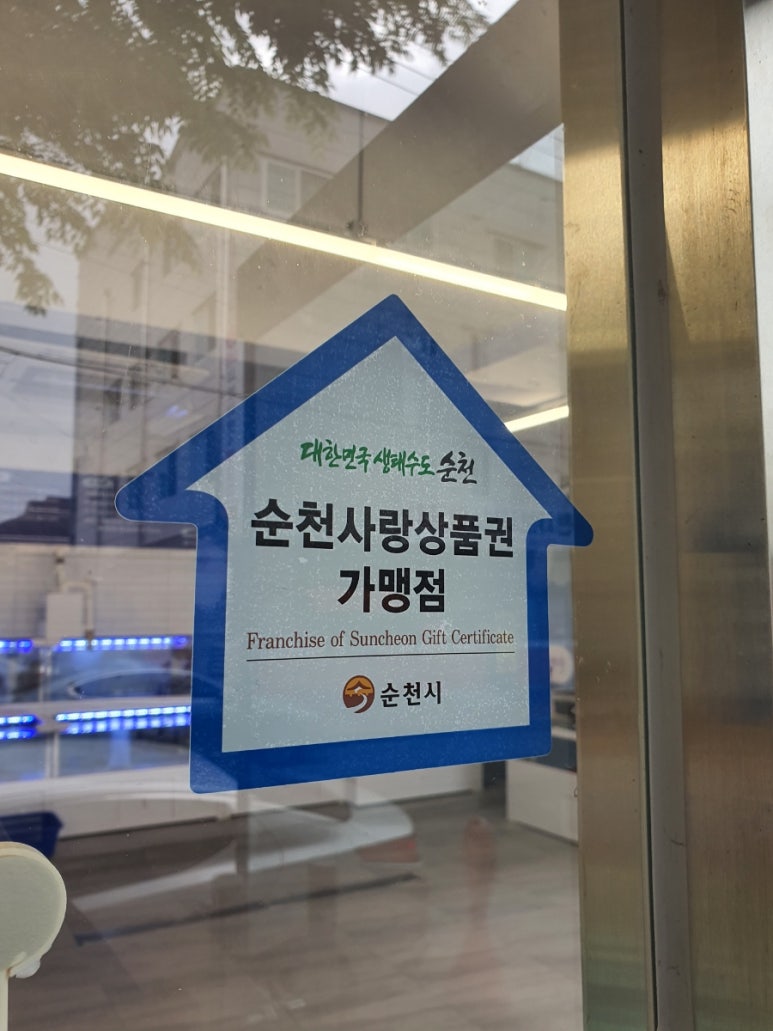 대한민국 생태수도 순천
순천사랑상품권
가맹점
Franchise of Suncheon Gift Certificate
순천시